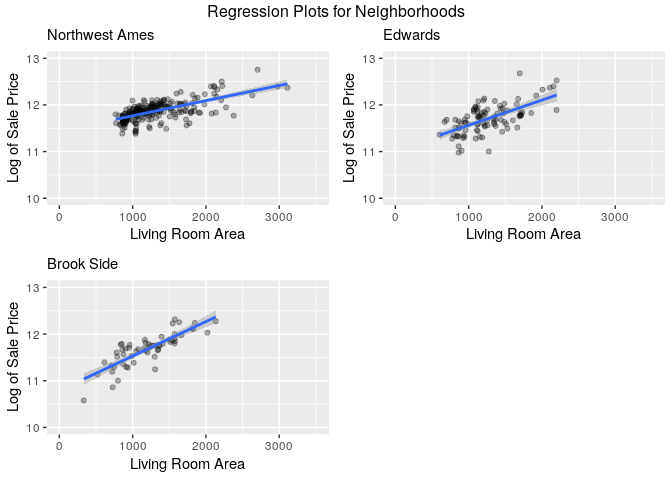 Regression Plots for Neighborhoods
Northwest Ames
13
12
11
10
Log of Sale Price
0 1000 2000 3000
Living Room Area
Edwards
13
12
11
10
Log of Sale Price
0 1000 2000 3000
Living Room Area
Brook Side
13
12
11
10
Log of Sale Price
0 1000 2000 3000
Living Room Area